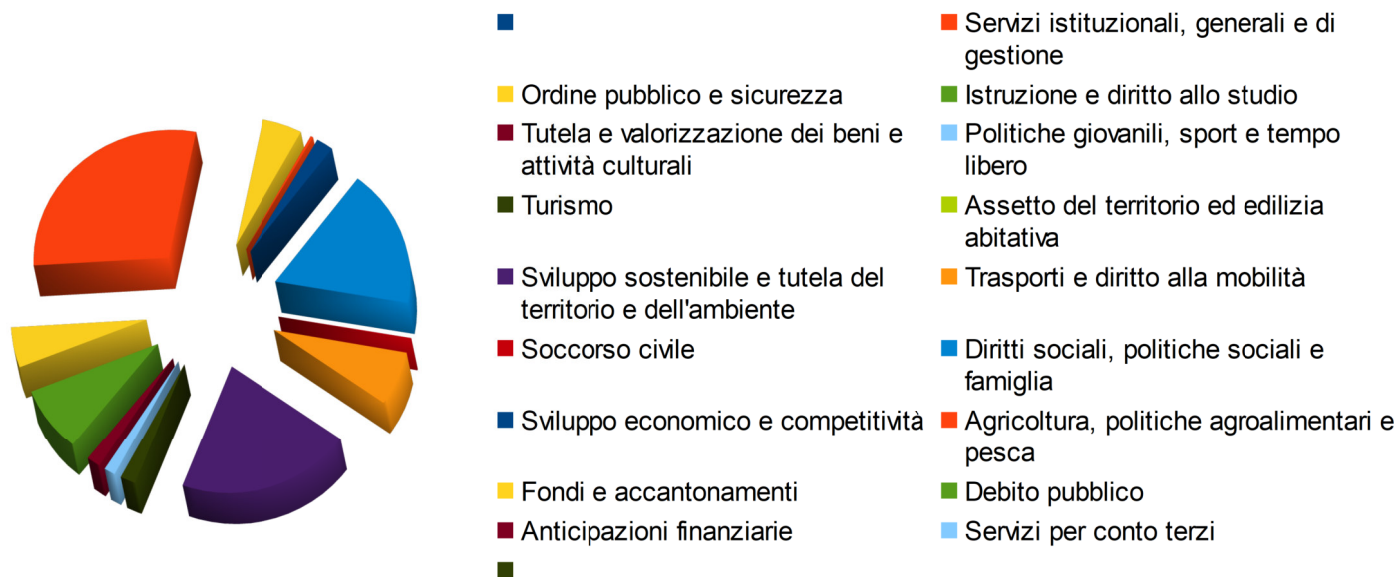 Servizi istituzionali, generali e di
gestione
Ordine pubblico e sicurezza
Istruzione e diritto allo studio
Tutela e valorizzazione dei beni e
attività culturali
Politiche giovanili, sport e tempo
libero
Turismo
Assetto del territorio ed edilizia
abitativa
Sviluppo sostenibile e tutela del
territorio e dell'ambiente
Trasporti e diritto alla mobilità
Soccorso civile
Diritti sociali, politiche sociali e
famiglia
Sviluppo economico e competitività
Agricoltura, politiche agroalimentari e
pesca
Fondi e accantonamenti
Debito pubblico
Anticipazioni finanziarie
Servizi per conto terzi